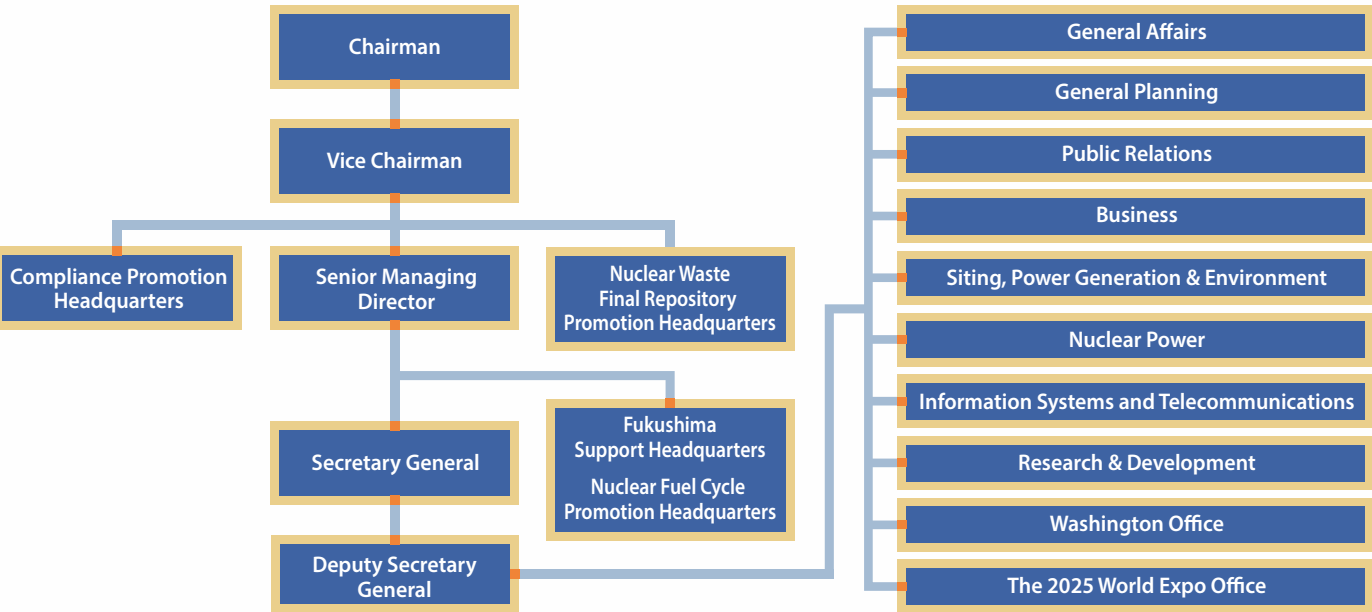 Chairman
Vice Chairman
Compliance Promotion
Headquarters
Senior Managing
Director
Nuclear Waste
Final Repository
Promotion Headquarters
Fukushima
Support Headquarters
Nuclear Fuel Cycle
Promotion Headquarters
Secretary General
Deputy Secretary
General
General Affairs
General Planning
Public Relations
Business
Siting, Power Generation & Environment
Nuclear Power
Information Systems and Telecommunications
Research & Development
Washington Office
The 2025 World Expo Office